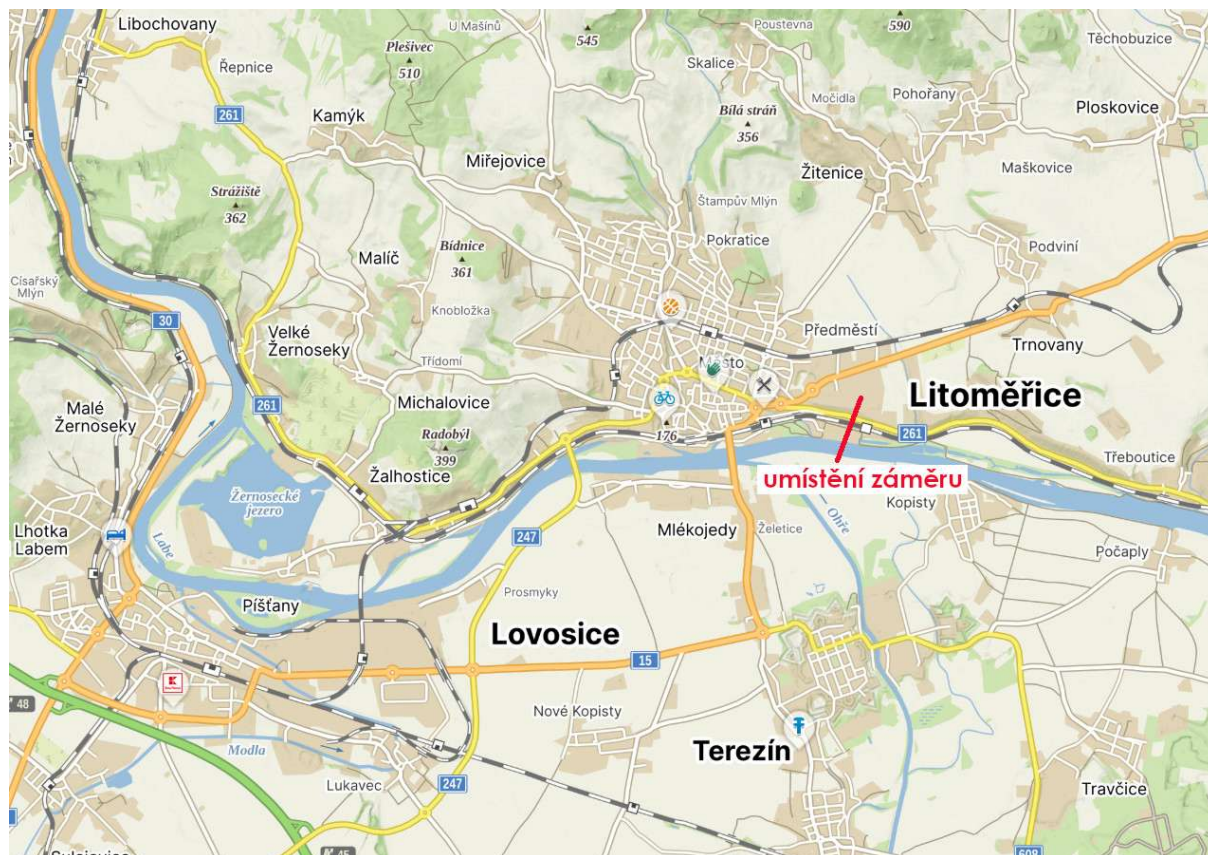 Libochovany
U Mašínů
545
Poustevna
590
Těchobuzice
Řepnice
Plešivec
510
Skalice
Močidla
Pohořany
Ploskovice
261
Kamýk
Bílá stráň
356
Miřejovice
Žitenice
Maškovice
Strážiště
362
Štampův Mlýn
Pokratice
Podviní
Malíč
Bídnice
361
Císařský
Mlýn
Knobložka
30
Velké
Žernoseky
Předměstí
Trnovany
Třídomí
Město
Litoměřice
Malé
Žernoseky
261
Michalovice
Radobýl
399
176
261
Třeboutice
Žalhostice
umístění záměru
Kopisty
Žernosecké
jezero
Lhotka
Labem
Labe
247
Mlékojedy
Želetice
Ohře
Počaply
Píšťany
Prosmyky
Lovosice
15
48
Nové Kopisty
Terezín
Modla
Lukavec
247
Travčice
Sulejovice
45
608